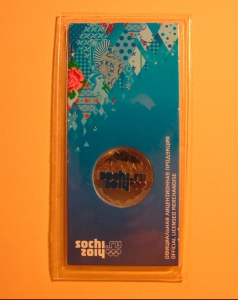 sochi.ru
2014
sochi.ru
2014
ОФИЦИАЛЬНАЯ ЛИЦЕНЗИОННАЯ ПРОДУКЦИЯ
OFFICIAL LICENSED MERCHANDISE